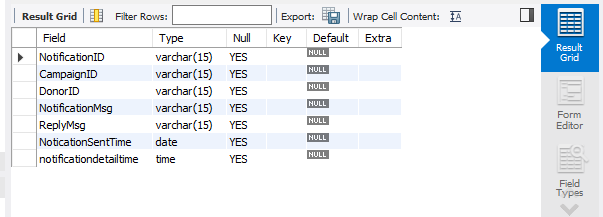 Result Grid Filter Rows: Export: Wrap Cell Content: IA
Field Type Null Key Default Extra
NotificationID varchar(15) YES NULL
CampaignID varchar(15) YES NULL
DonorID varchar(15) YES NULL
NotificationMsg varchar(15) YES NULL
ReplyMsg varchar(15) YES NULL
NoticationSentTime date YES NULL
notificationdetailtime time YES NULL
Result
Grid
Form
Editor
Field
Types